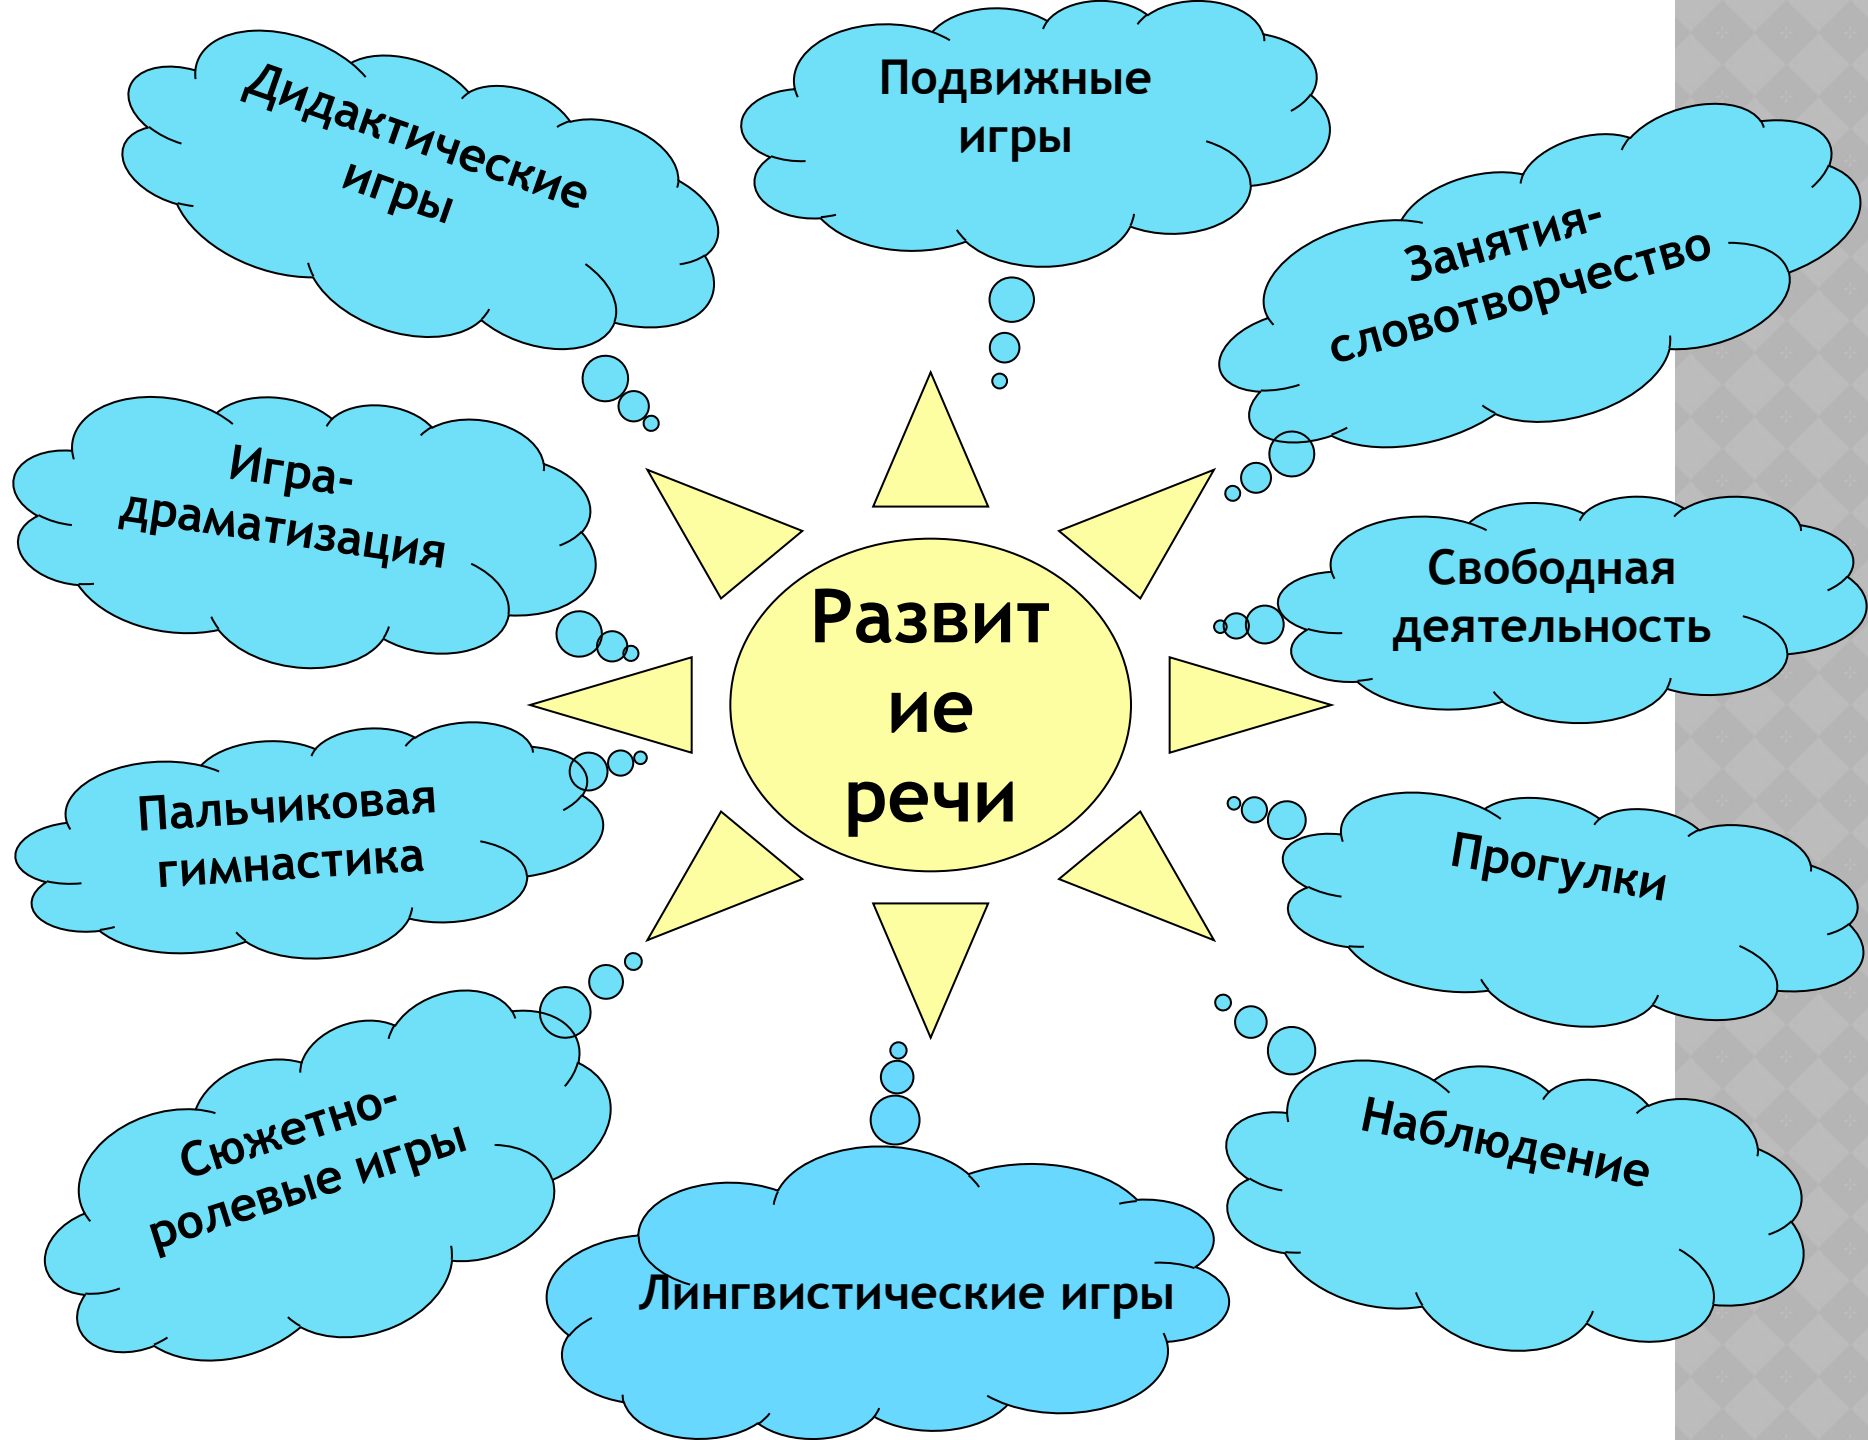 Дидактические
игры
Подвижные
игры
Занятия-
словотворчество
Игра-
драматизация
Свободная
деятельность
Развит
ие
речи
Пальчиковая
гимнастика
Прогулки
Сюжетно-
ролевые игры
Наблюдение
Лингвистические игры